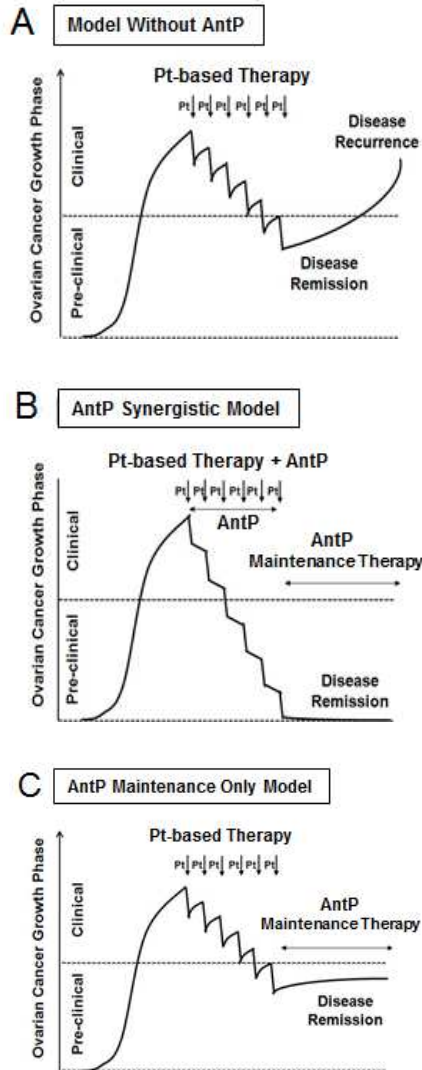 A
Model Without AntP
Pt-based Therapy
Pt Pt Pt Pt Pt Pt
Disease
Recurrence
Ovarian Cancer Growth Phase
Clinical
Pre-clinical
Disease
Remission
B
AntP Synergistic Model
Pt-based Therapy + AntP
Pt Pt Pt Pt Pt Pt
AntP
AntP
Maintenance Therapy
Ovarian Cancer Growth Phase
Clinical
Pre-clinical
Disease
Remission
C
AntP Maintenance Only Model
Pt-based Therapy
Pt Pt Pt Pt Pt Pt
AntP
Maintenance Therapy
Ovarian Cancer Growth Phase
Clinical
Pre-clinical
Disease
Remission